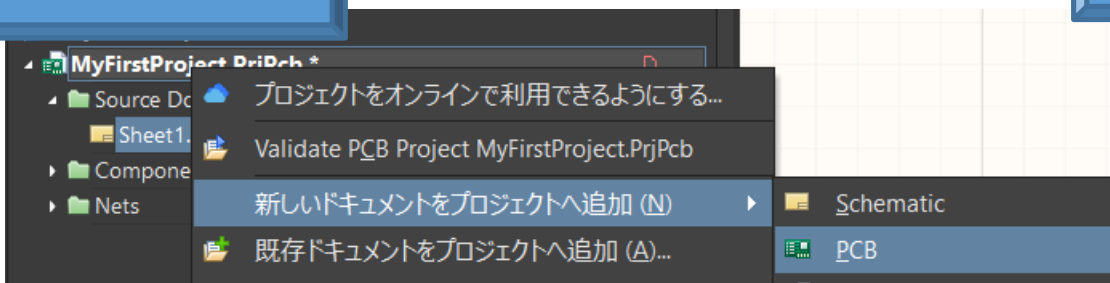 MyFirstProject.PrjPcb *
プロジェクトをオンラインで利用できるようにする...
Source Do
Sheet1.
Validate PCB Project MyFirstProject.PrjPcb
Compone
Nets
新しいドキュメントをプロジェクトへ追加 (N)
Schematic
既存ドキュメントをプロジェクトへ追加 (A)...
PCB